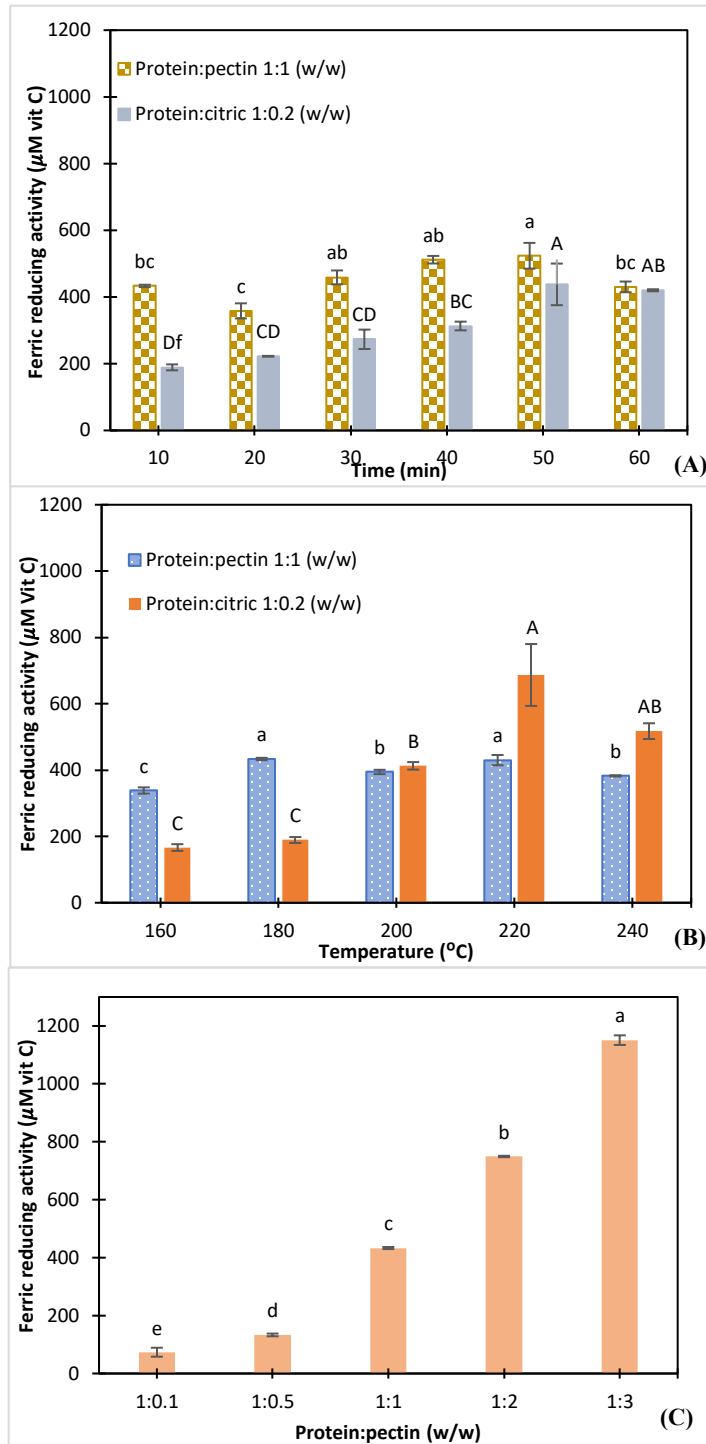 1200
Protein:pectin 1:1 (w/w)
1000
Protein:citric 1:0.2 (w/w)
800
600
400
200
0
Ferric reducing activity (μM vit C)
bc c ab ab a bc
Df CD CD BC A AB
10 20 30 40 50 60
Time (min)
(A)
1200
1000
Protein:pectin 1:1 (w/w)
Protein:citric 1:0.2 (w/w)
800
600
400
200
0
Ferric reducing activity (μM Vit C)
c a b a b
C C B A AB
160 180 200 220 240
Temperature (°C)
(B)
1200
1000
800
600
400
200
0
Ferric reducing activity (μM vit C)
e d c b a
1:0.1 1:0.5 1:1 1:2 1:3
Protein:pectin (w/w)
(C)